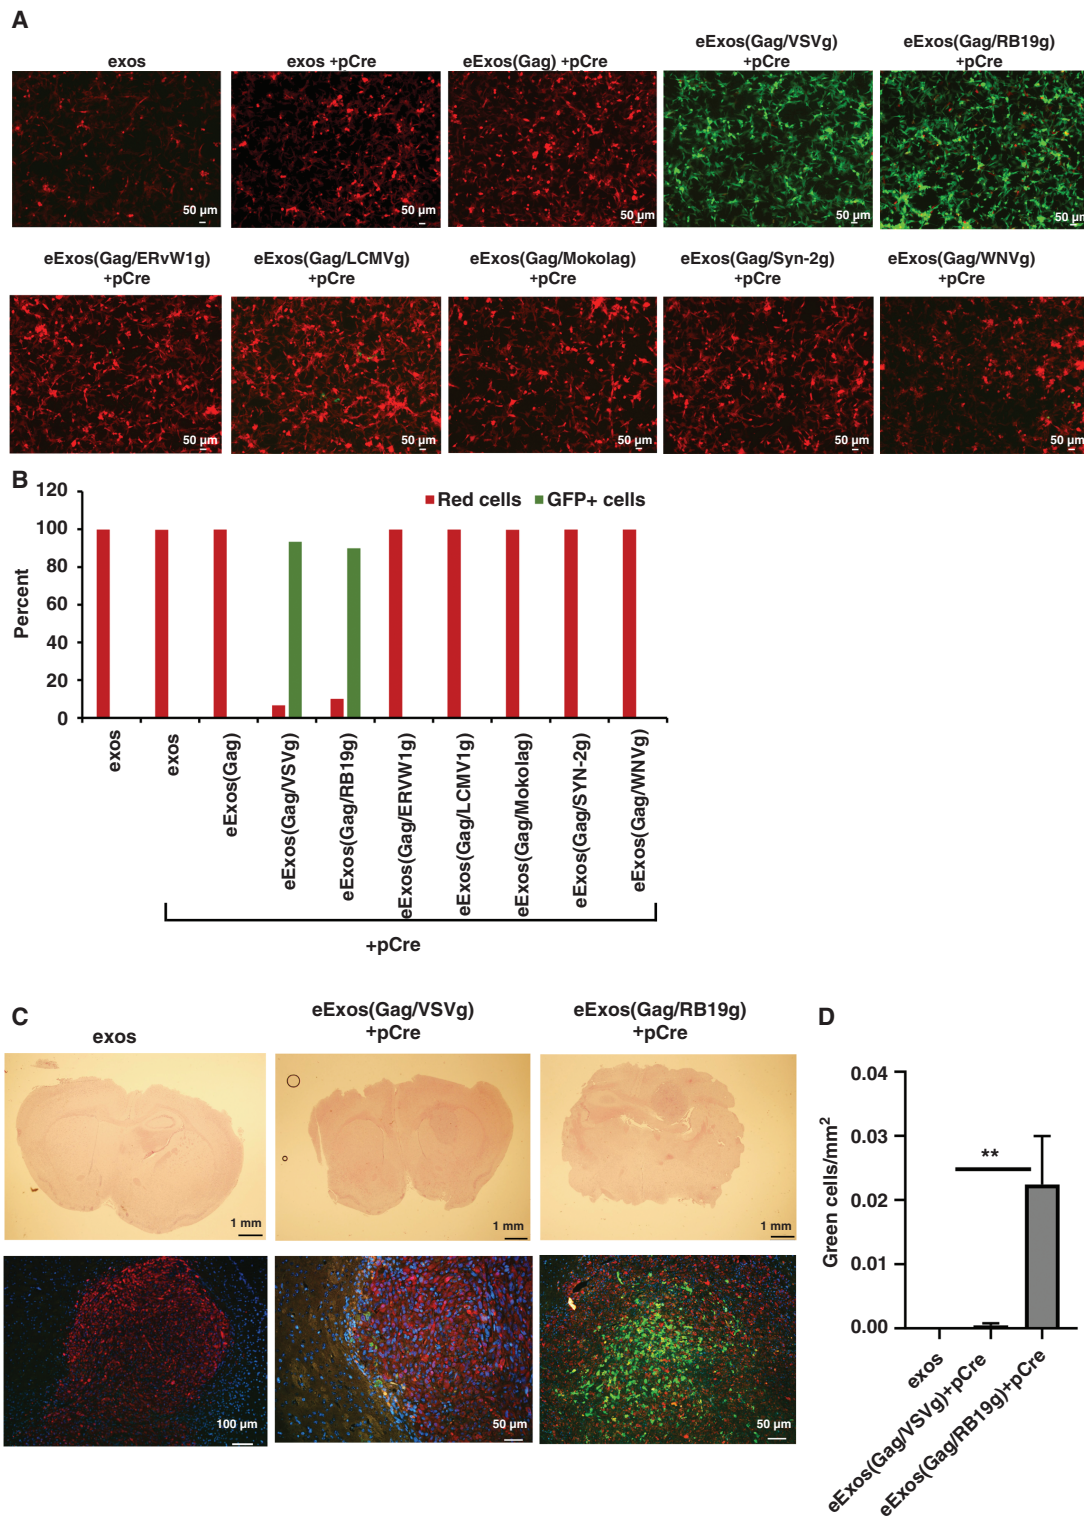 A
exos
exos +pCre
eExos(Gag) +pCre
eExos(Gag/VSVg)
+pCre
eExos(Gag/RB19g)
+pCre
50 µm
50 µm
50 µm
50 µm
50 µm
eExos(Gag/ERvW1g)
+pCre
eExos(Gag/LCMVg)
+pCre
eExos(Gag/Mokolag)
+pCre
eExos(Gag/Syn-2g)
+pCre
eExos(Gag/WNVg)
+pCre
50 µm
50 µm
50 µm
50 µm
50 µm
B
120
100
80
60
40
20
0
Percent
Red cells
GFP+ cells
exos
exos
eExos(Gag)
eExos(Gag/VSVg)
eExos(Gag/RB19g)
eExos(Gag/ERVW1g)
eExos(Gag/LCMV1g)
eExos(Gag/Mokolag)
eExos(Gag/SYN-2g)
eExos(Gag/WNVg)
+pCre
C
exos
eExos(Gag/VSVg)
+pCre
eExos(Gag/RB19g)
+pCre
1 mm
1 mm
1 mm
100 µm
50 µm
50 µm
D
0.04
0.03
0.02
0.01
0.00
Green cells/mm²
**
exos
eExos(Gag/VSVg)+pCre
eExos(Gag/RB19g)+pCre